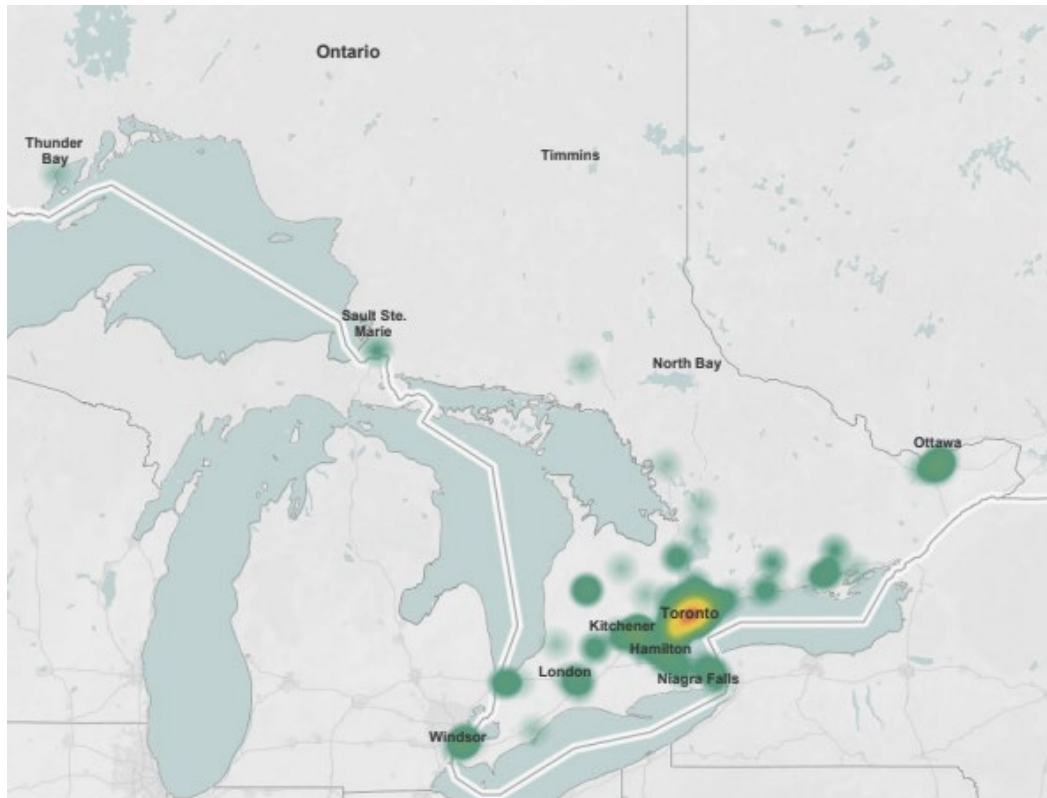 Ontario
Thunder
Bay
Timmins
Sault Ste.
Marie
North Bay
Ottawa
Toronto
Kitchener
Hamilton
London
Niagra Falls
Windsor